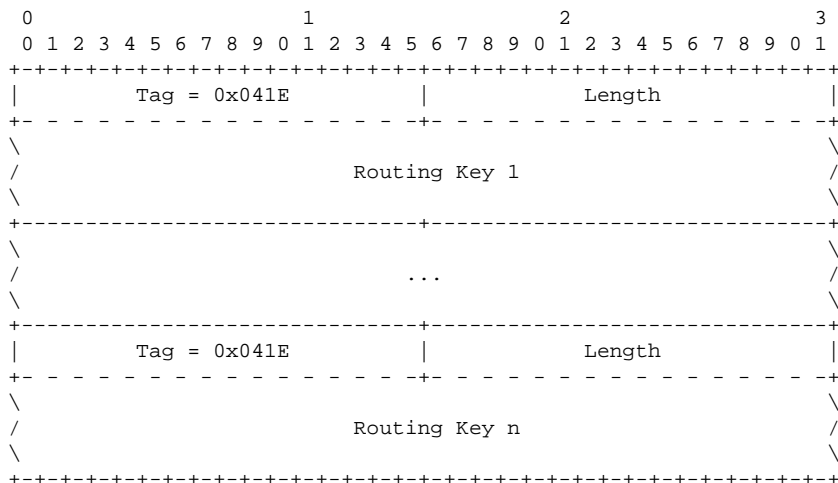 0                   1                   2                   3
 0 1 2 3 4 5 6 7 8 9 0 1 2 3 4 5 6 7 8 9 0 1 2 3 4 5 6 7 8 9 0 1
+-+-+-+-+-+-+-+-+-+-+-+-+-+-+-+-+-+-+-+-+-+-+-+-+-+-+-+-+-+-+-+-+
|         Tag = 0x041E          |            Length             |
+- - - - - - - - - - - - - - - -+- - - - - - - - - - - - - - - -+
\                                                               \
/                         Routing Key 1                         /
\                                                               \
+-------------------------------+-------------------------------+
\                                                               \
/                              ...                              /
\                                                               \
+-------------------------------+-------------------------------+
|         Tag = 0x041E          |            Length             |
+- - - - - - - - - - - - - - - -+- - - - - - - - - - - - - - - -+
\                                                               \
/                         Routing Key n                         /
\                                                               \
+-+-+-+-+-+-+-+-+-+-+-+-+-+-+-+-+-+-+-+-+-+-+-+-+-+-+-+-+-+-+-+-+